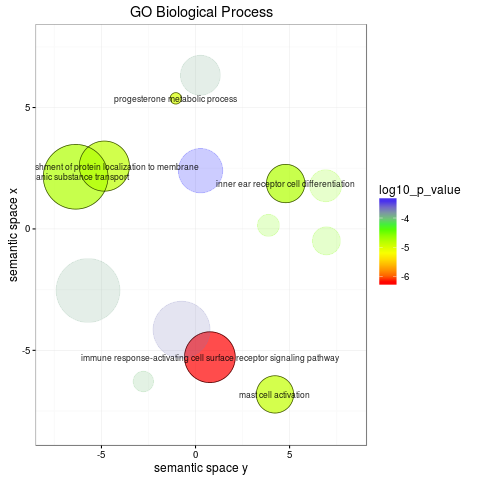 GO Biological Process
5
0
-5
semantic space x
progesterone metabolic process
shment of protein localization to membrane
anic substance transport
inner ear receptor cell differentiation
immune response-activating cell surface receptor signaling pathway
mast cell activation
-5
0
5
semantic space y
log10_p_value
-4
-5
-6